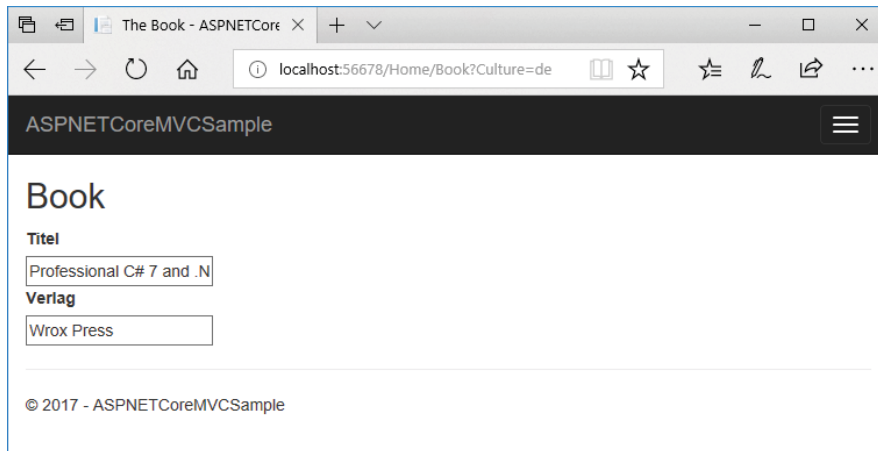 The Book - ASPNETCore
localhost:56678/Home/Book?Culture=de
ASPNETCoreMVCSample
Book
Titel
Professional C# 7 and .N
Verlag
Wrox Press
© 2017 - ASPNETCoreMVCSample